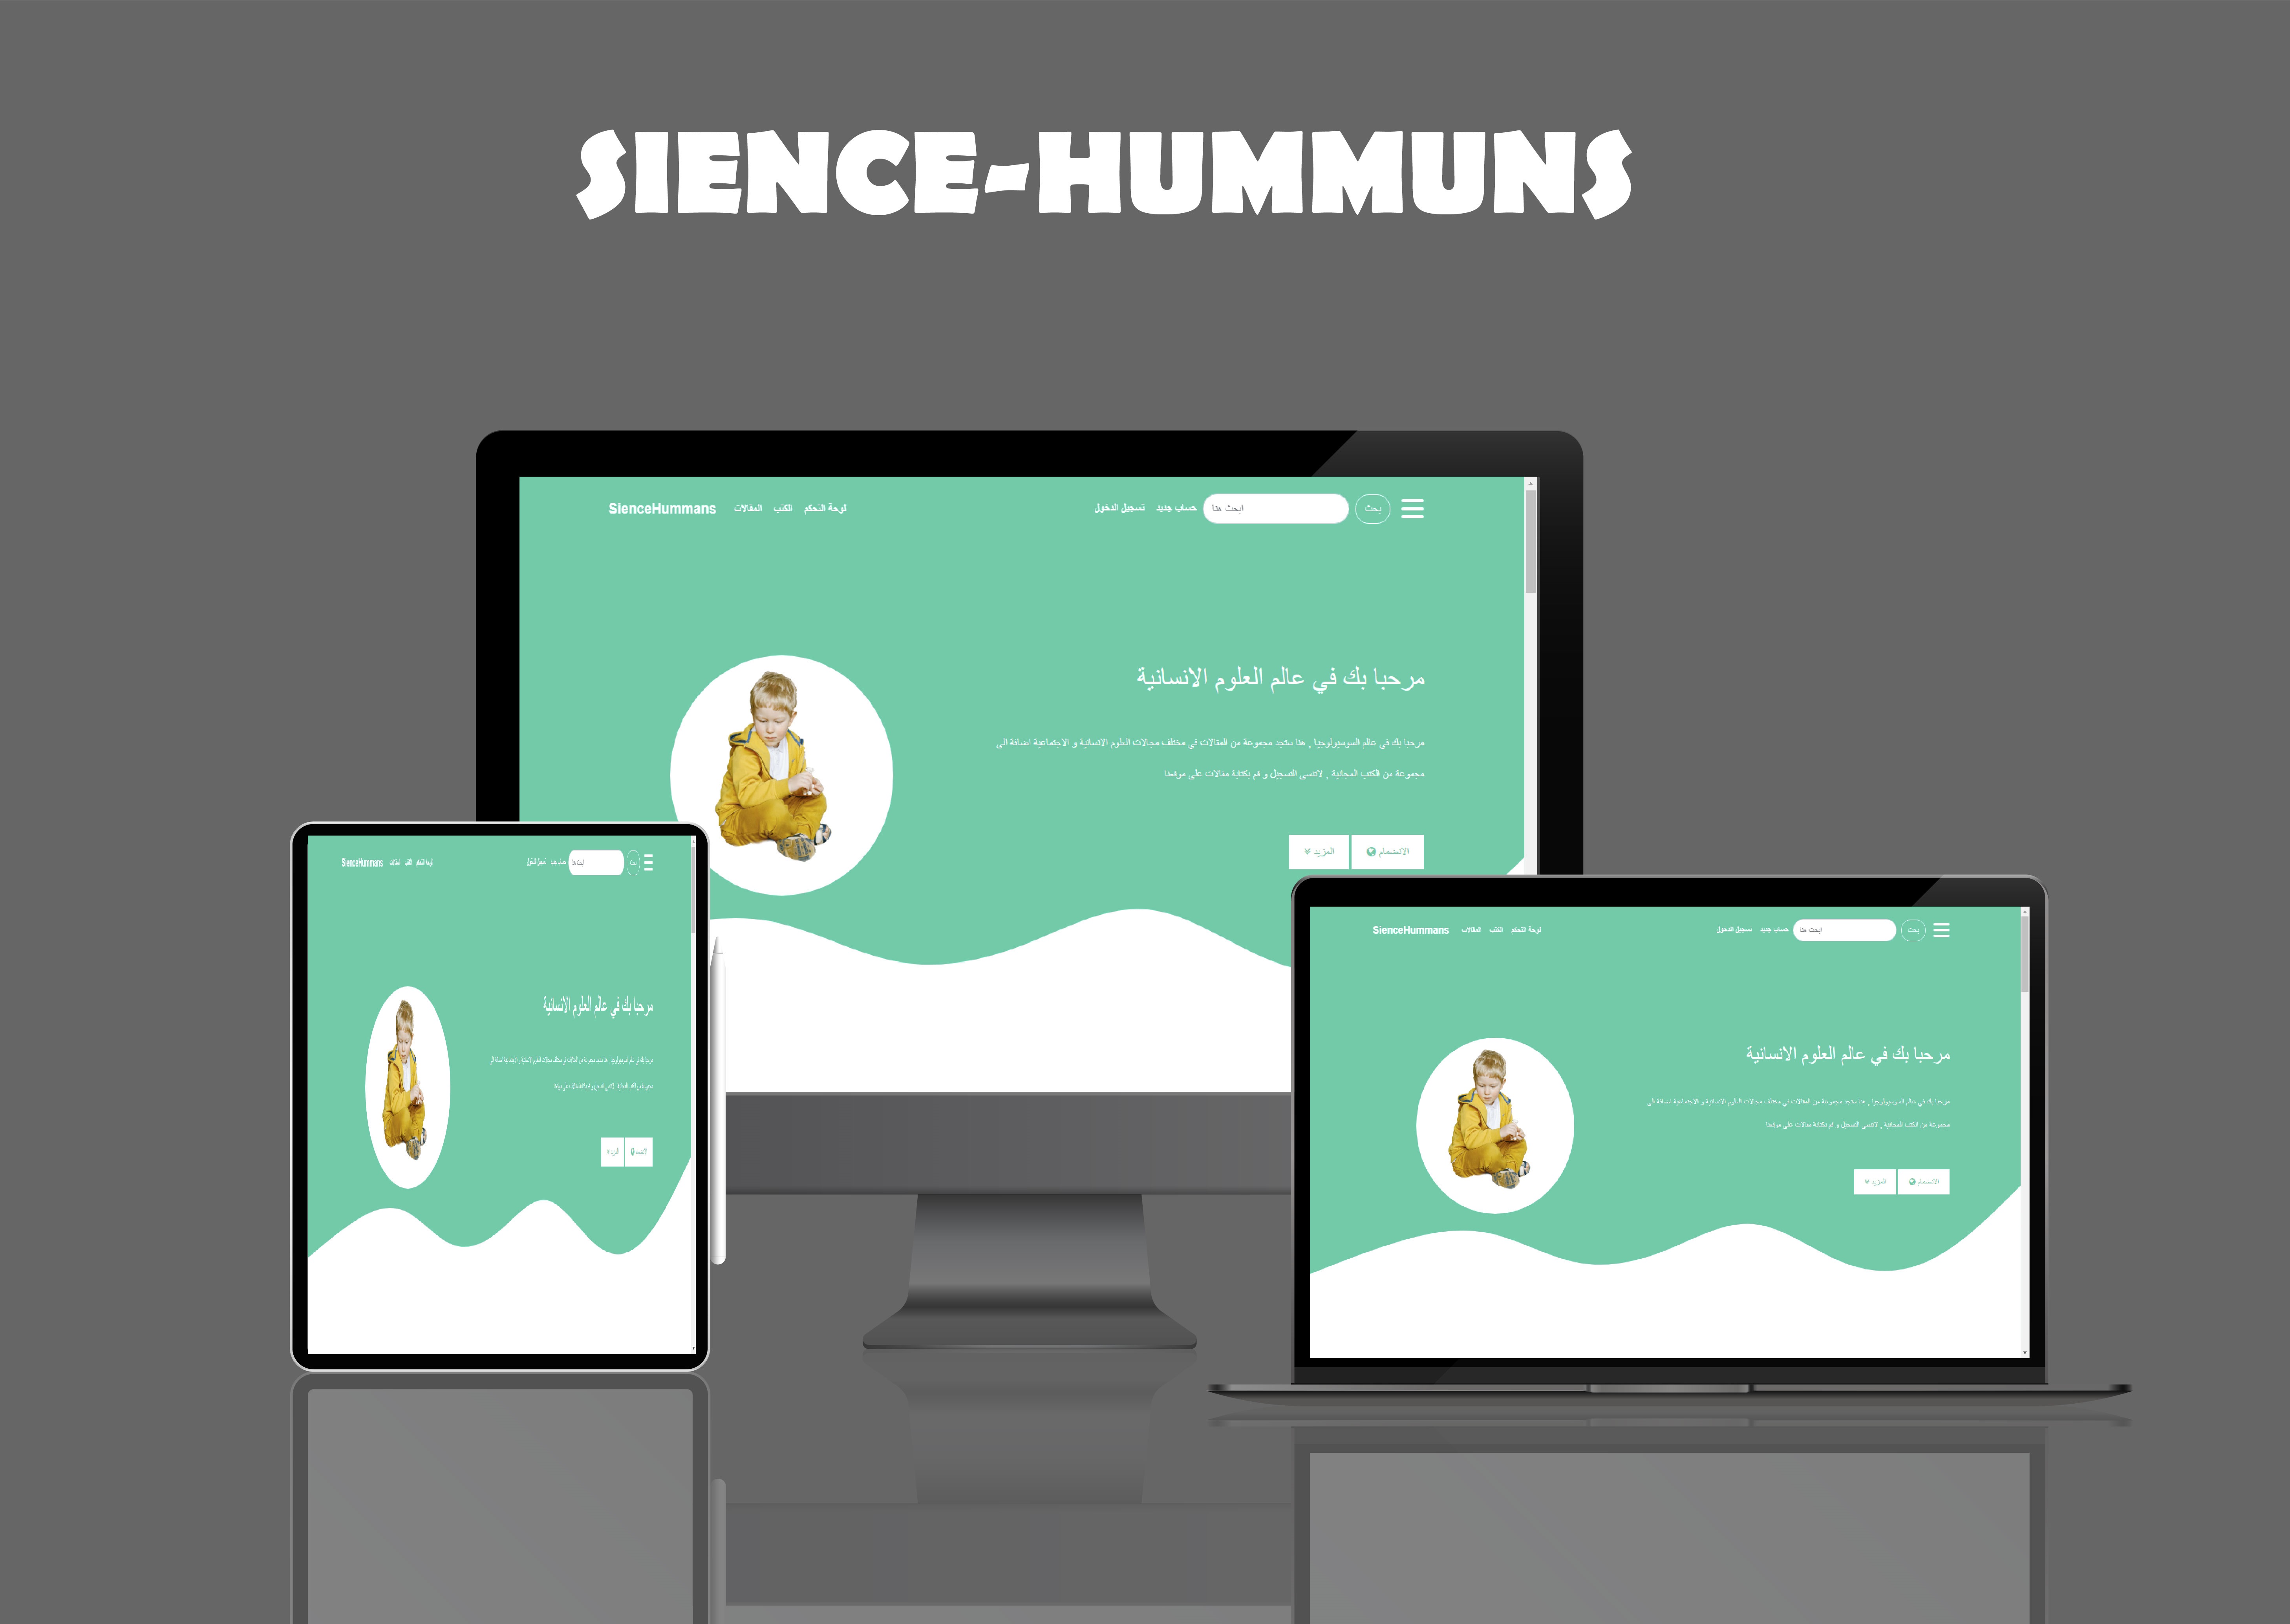 SIENCE-HUMMUNS
SienceHummans المقالات الكتب لوحة التحكم تسجيل الدخول حساب جديد ابحث هنا بحث
مرحبا بك في عالم العلوم الانسانية
مرحبا بك في عالم السوسيولوجيا , هنا ستجد مجموعة من المقالات في مختلف مجالات العلوم الانسانية و الاجتماعية اضافة الى
مجموعة من الكتب المجانية , لاتنسى التسجيل و قم بكتابة مقالات على موقعنا
الانضمام المزيد
SienceHummans المقالات الكتب لوحة التحكم تسجيل الدخول حساب جديد ابحث هنا بحث
مرحبا بك في عالم العلوم الانسانية
SienceHummans المقالات الكتب لوحة التحكم تسجيل الدخول حساب جديد ابحث هنا بحث
مرحبا بك في عالم العلوم الانسانية
مرحبا بك في عالم السوسيولوجيا , هنا ستجد مجموعة من المقالات في مختلف مجالات العلوم الانسانية و الاجتماعية اضافة الى
مجموعة من الكتب المجانية , لاتنسى التسجيل و قم بكتابة مقالات على موقعنا
الانضمام المزيد